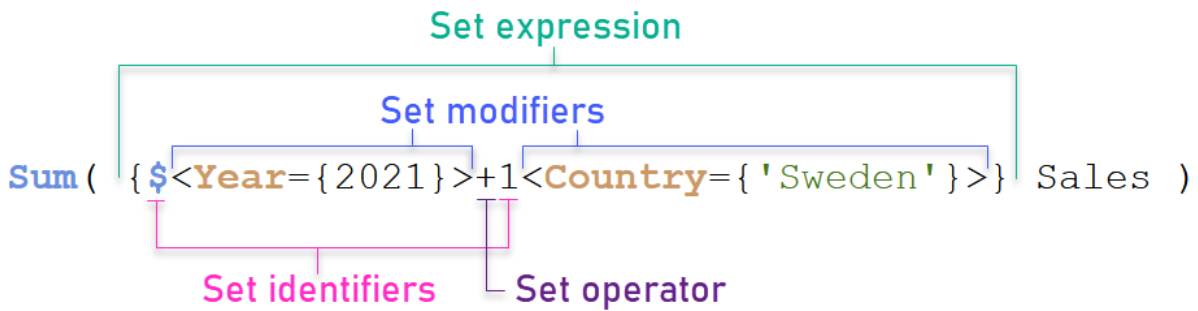 Set expression
Set modifiers
Sum( {$<Year={2021}>+1<Country={'Sweden'}>} Sales )
Set identifiers
Set operator